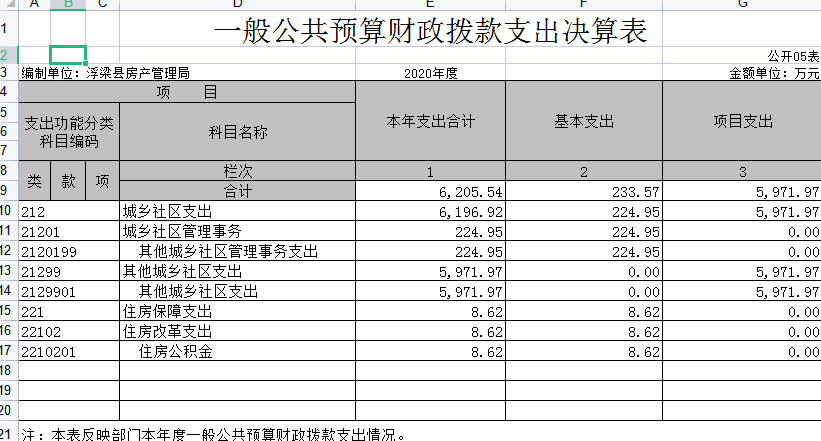 A B C D E F G
1 一般公共预算财政拨款支出决算表
2 公开05表
3 编制单位：浮梁县房产管理局 2020年度 金额单位：万元
4 项 目
5 支出功能分类 科目名称 本年支出合计 基本支出 项目支出
6 科目编码
7
8 类 款 项 栏次 1 2 3
9 合计 6,205.54 233.57 5,971.97
10 212 城乡社区支出 6,196.92 224.95 5,971.97
11 21201 城乡社区管理事务 224.95 224.95 0.00
12 2120199 其他城乡社区管理事务支出 224.95 224.95 0.00
13 21299 其他城乡社区支出 5,971.97 0.00 5,971.97
14 2129901 其他城乡社区支出 5,971.97 0.00 5,971.97
15 221 住房保障支出 8.62 8.62 0.00
16 22102 住房改革支出 8.62 8.62 0.00
17 2210201 住房公积金 8.62 8.62 0.00
18
19
20
21 注：本表反映部门本年度一般公共预算财政拨款支出情况。